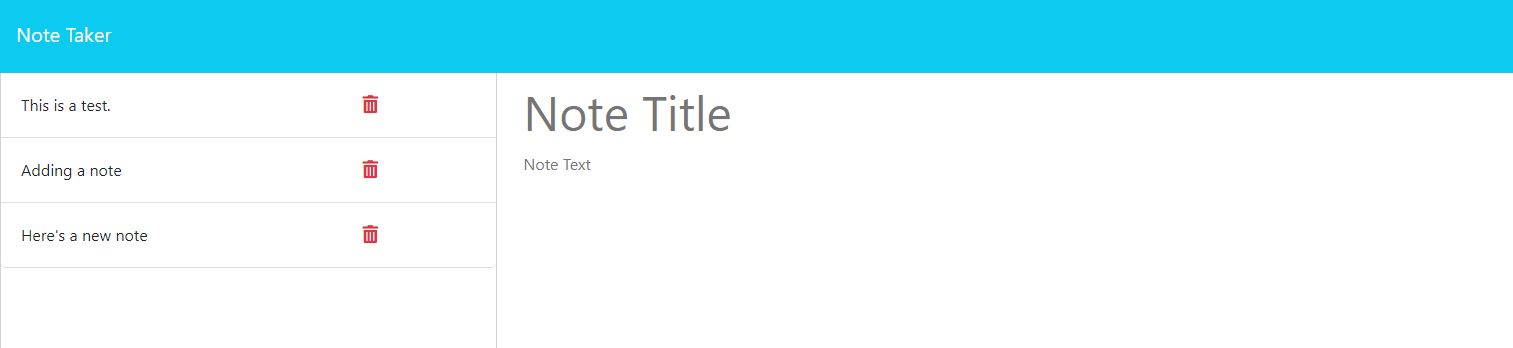 Note Taker
This is a test.
Adding a note
Here's a new note
Note Title
Note Text